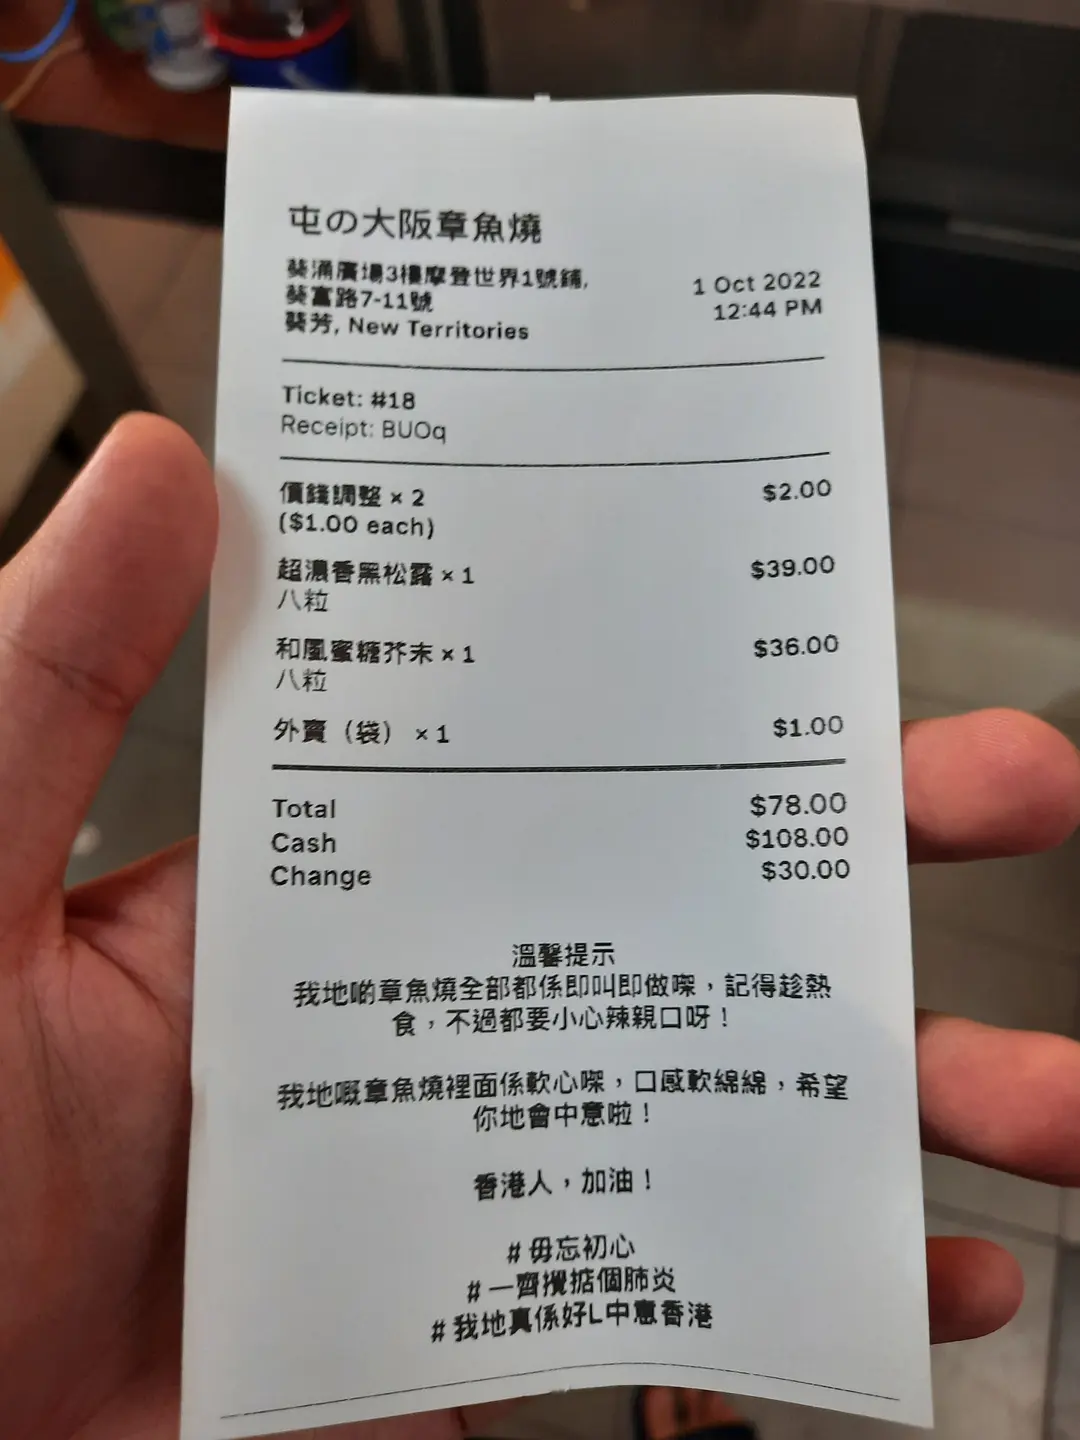 屯の大阪章魚燒
葵涌廣場3樓摩登世界1號鋪,
葵富路7-11號
葵芳, New Territories
1 Oct 2022
12:44 PM
Ticket: #18
Receipt: BUOq
價錢調整 × 2 $2.00
($1.00 each)
超濃香黑松露 × 1 $39.00
八粒
和風蜜糖芥末 × 1 $36.00
八粒
外賣（袋） × 1 $1.00
Total $78.00
Cash $108.00
Change $30.00
溫馨提示
我地啲章魚燒全部都係即叫即做㗎，記得趁熱
食，不過都要小心辣親口呀！
我地嘅章魚燒裡面係軟心㗎，口感軟綿綿，希望
你地會中意啦！
香港人，加油！
# 毋忘初心
# 一齊攪掂個肺炎
# 我地真係好L中意香港